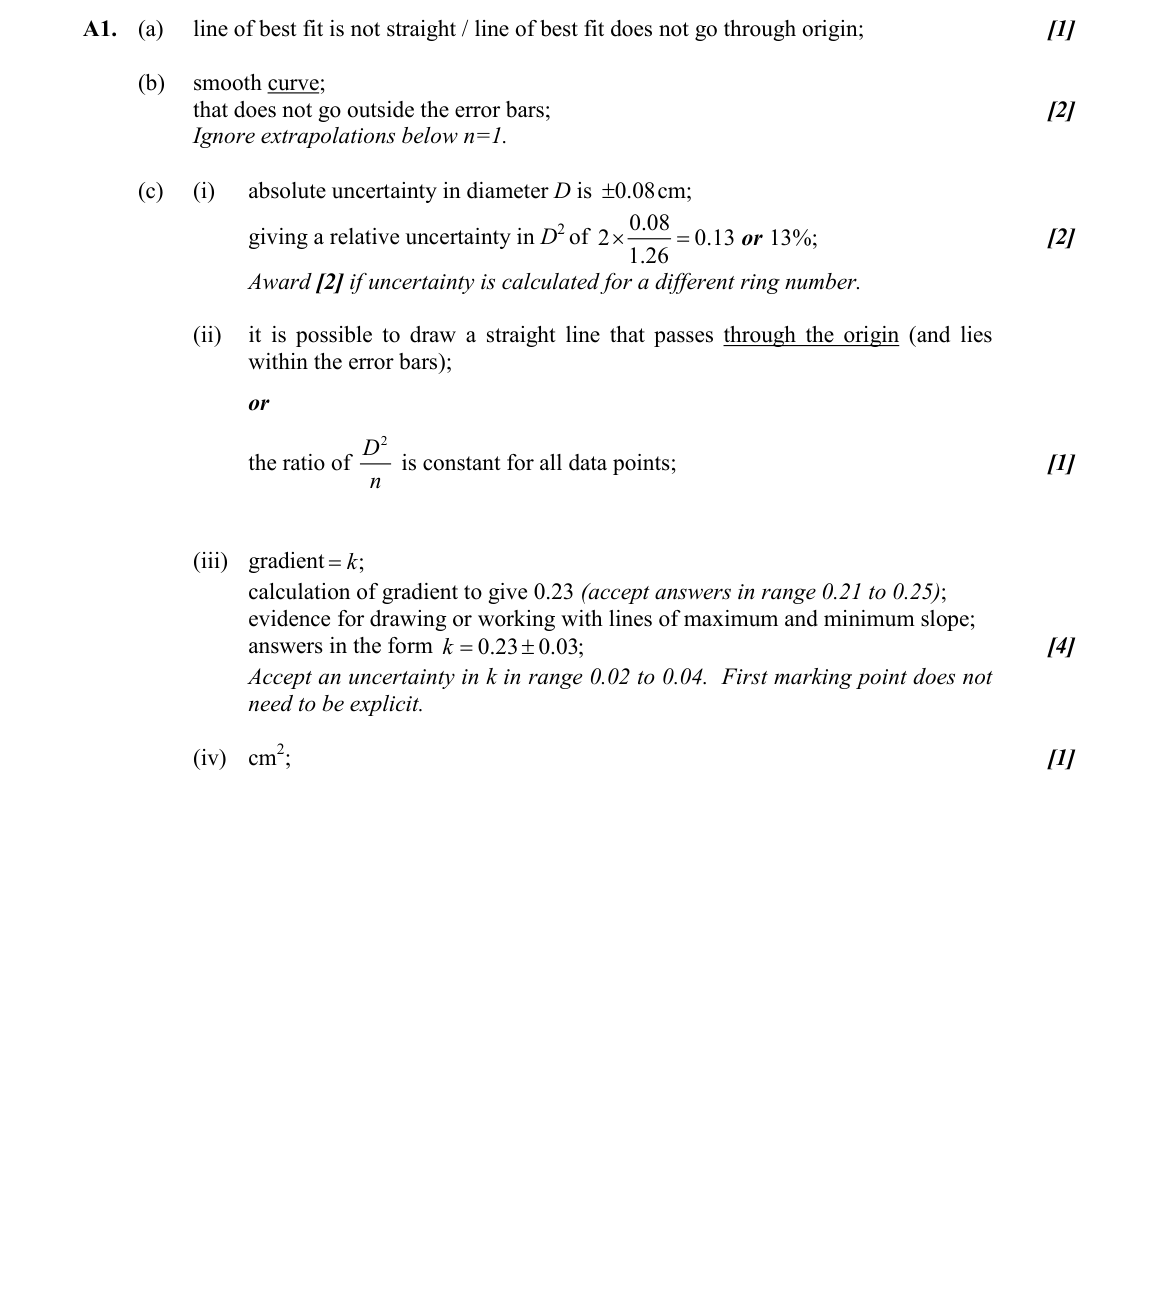 A1. (a) line of best fit is not straight / line of best fit does not go through origin; [1]
(b) smooth curve;
that does not go outside the error bars; [2]
Ignore extrapolations below n=1.
(c) (i) absolute uncertainty in diameter D is ±0.08cm;
giving a relative uncertainty in D² of 2×0.08/1.26=0.13 or 13%; [2]
Award [2] if uncertainty is calculated for a different ring number.
(ii) it is possible to draw a straight line that passes through the origin (and lies
within the error bars);
or
the ratio of D²/n is constant for all data points; [1]
(iii) gradient = k;
calculation of gradient to give 0.23 (accept answers in range 0.21 to 0.25);
evidence for drawing or working with lines of maximum and minimum slope;
answers in the form k = 0.23±0.03; [4]
Accept an uncertainty in k in range 0.02 to 0.04. First marking point does not
need to be explicit.
(iv) cm²; [1]